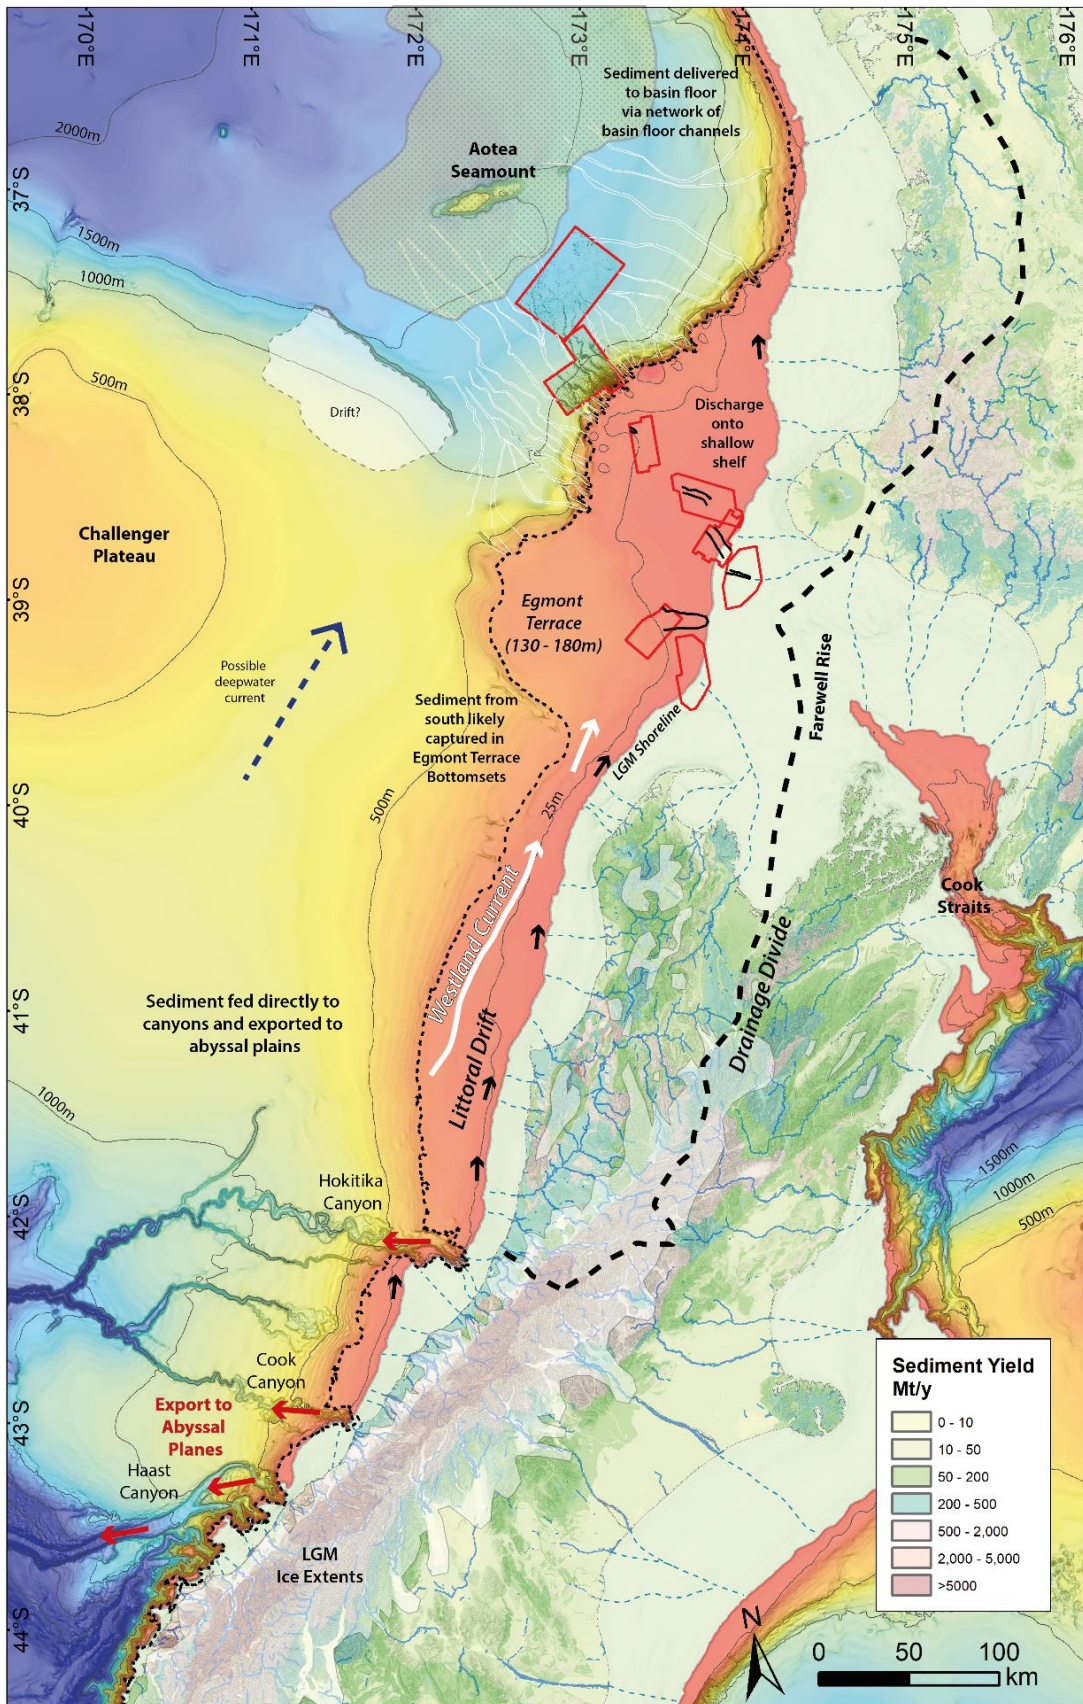 170°E
171°E
172°E
173°E
174°E
175°E
176°E
Sediment delivered
to basin floor
via network of
basin floor channels
2000m
Aotea
Seamount
37°S
1500m
1000m
38°S
500m
Drift?
Discharge
onto
shallow
shelf
Challenger
Plateau
39°S
Egmont
Terrace
(130 - 180m)
Possible
deepwater
current
Farewell Rise
Sediment from
south likely
captured in
Egmont Terrace
Bottomsets
LGM Shoreline
40°S
500m
25m
Cook
Straits
Westland Current
Drainage Divide
41°S
Sediment fed directly to
canyons and exported to
abyssal plains
Littoral Drift
1000m
1500m
1000m
500m
Hokitika
Canyon
42°S
Cook
Canyon
Export to
Abyssal
Planes
43°S
Haast
Canyon
LGM
Ice Extents
44°S
Sediment Yield
Mt/y
0 - 10
10 - 50
50 - 200
200 - 500
500 - 2,000
2,000 - 5,000
>5000
N
0 50 100
km